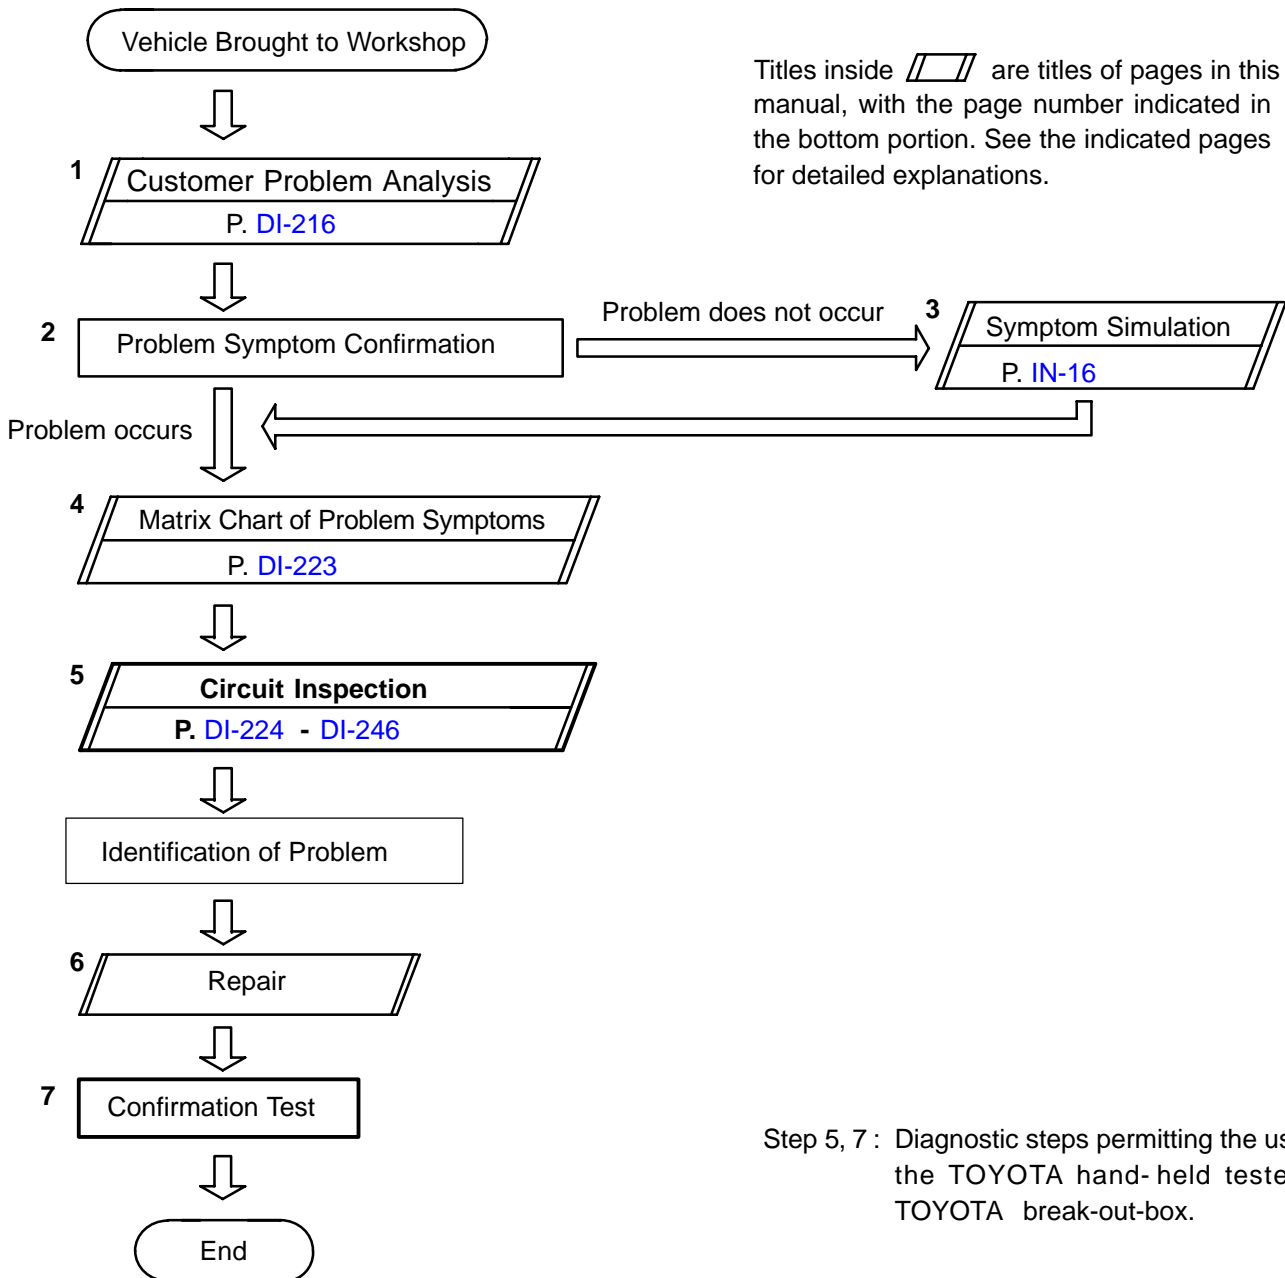 Vehicle Brought to Workshop
Titles inside are titles of pages in this
manual, with the page number indicated in
the bottom portion. See the indicated pages
for detailed explanations.
1
Customer Problem Analysis
P. DI-216
2
Problem Symptom Confirmation
Problem does not occur
3
Symptom Simulation
P. IN-16
Problem occurs
4
Matrix Chart of Problem Symptoms
P. DI-223
5
Circuit Inspection
P. DI-224 - DI-246
Identification of Problem
6
Repair
7
Confirmation Test
Step 5, 7 : Diagnostic steps permitting the
the TOYOTA hand- held
TOYOTA break-out-box.
End